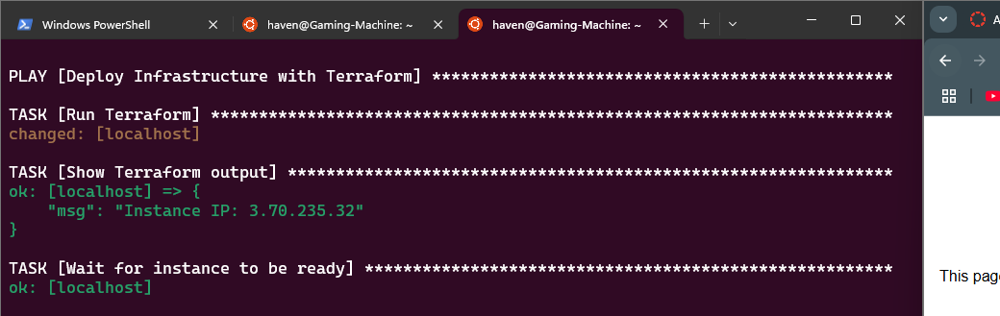 Windows PowerShell
haven@Gaming-Machine: ~
haven@Gaming-Machine: ~
PLAY [Deploy Infrastructure with Terraform] ************************************************
TASK [Run Terraform] ***********************************************************************
changed: [localhost]
TASK [Show Terraform output] ***************************************************************
ok: [localhost] => {
    "msg": "Instance IP: 3.70.235.32"
}
TASK [Wait for instance to be ready] *******************************************************
ok: [localhost]
A
This pag